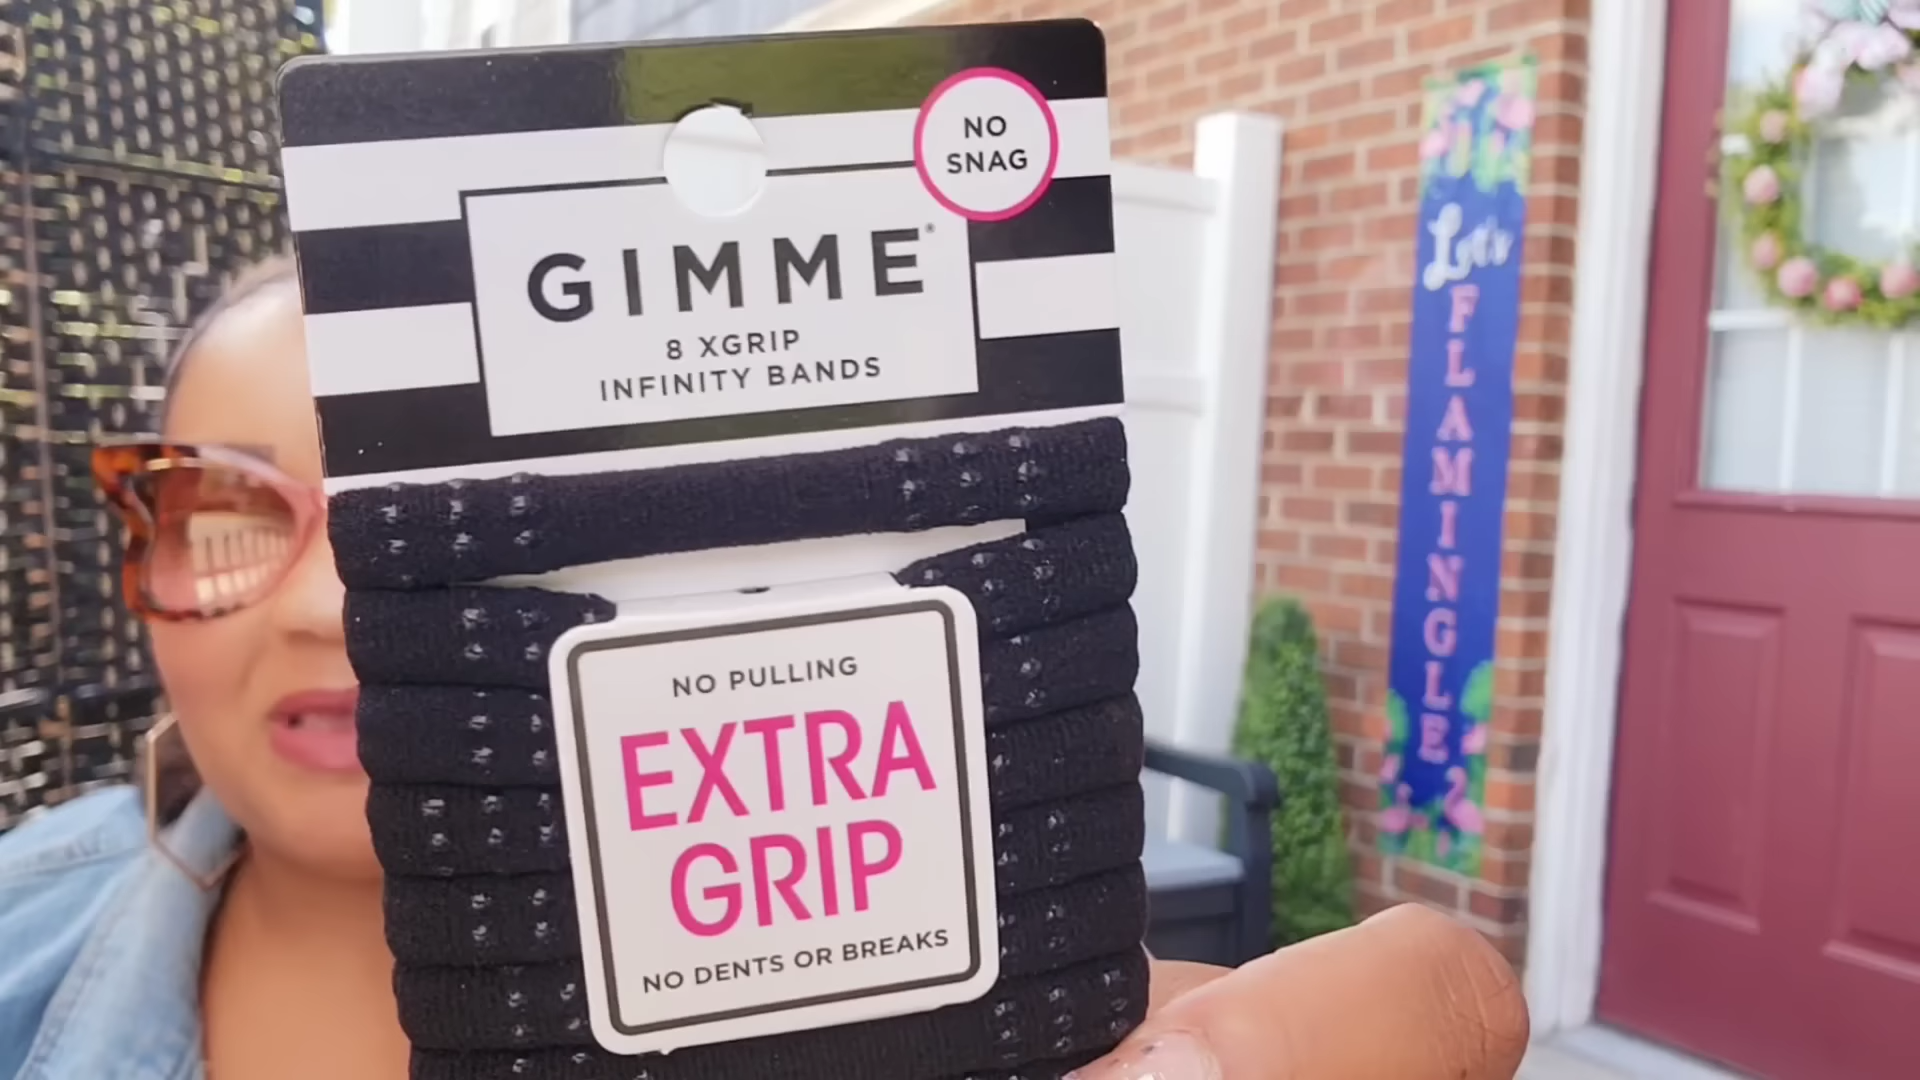 NO
SNAG
GIMME®
8 XGRIP
INFINITY BANDS
NO PULLING
EXTRA
GRIP
NO DENTS OR BREAKS
Let's
FLAMINGLE